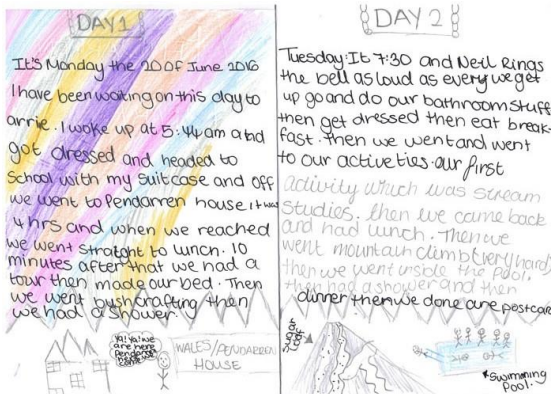 DAY 1
It's Monday the 20 of June 2016
I have been waiting on this day to
arrie. I woke up at 5:44 am and
got dressed and headed to
School with my suitcase and off
we went to Pendarren house. it was
4 hrs and when we reached
we went straight to lunch. 10
minutes after that we had a
tour then made our bed. Then
we went bushcrafting then
we had a shower.
Ya! Ya! we
are here
Pendarren
house
WALES/PENDARREN
HOUSE
DAY 2
Tuesday: It 7:30 and Neil Rings
the bell as loud as every we get
up go and do our bathroom stuff
then get dressed then eat break-
fast. then we went and went
to our active ties. our first
activity which was stream
studies. then we came back
and had lunch. Then we
went mountain climb (very hard)
then we went inside the Pool.
then had a shower and then
dinner then we done are postcard
Sugar
Loaf
Swimming
Pool.